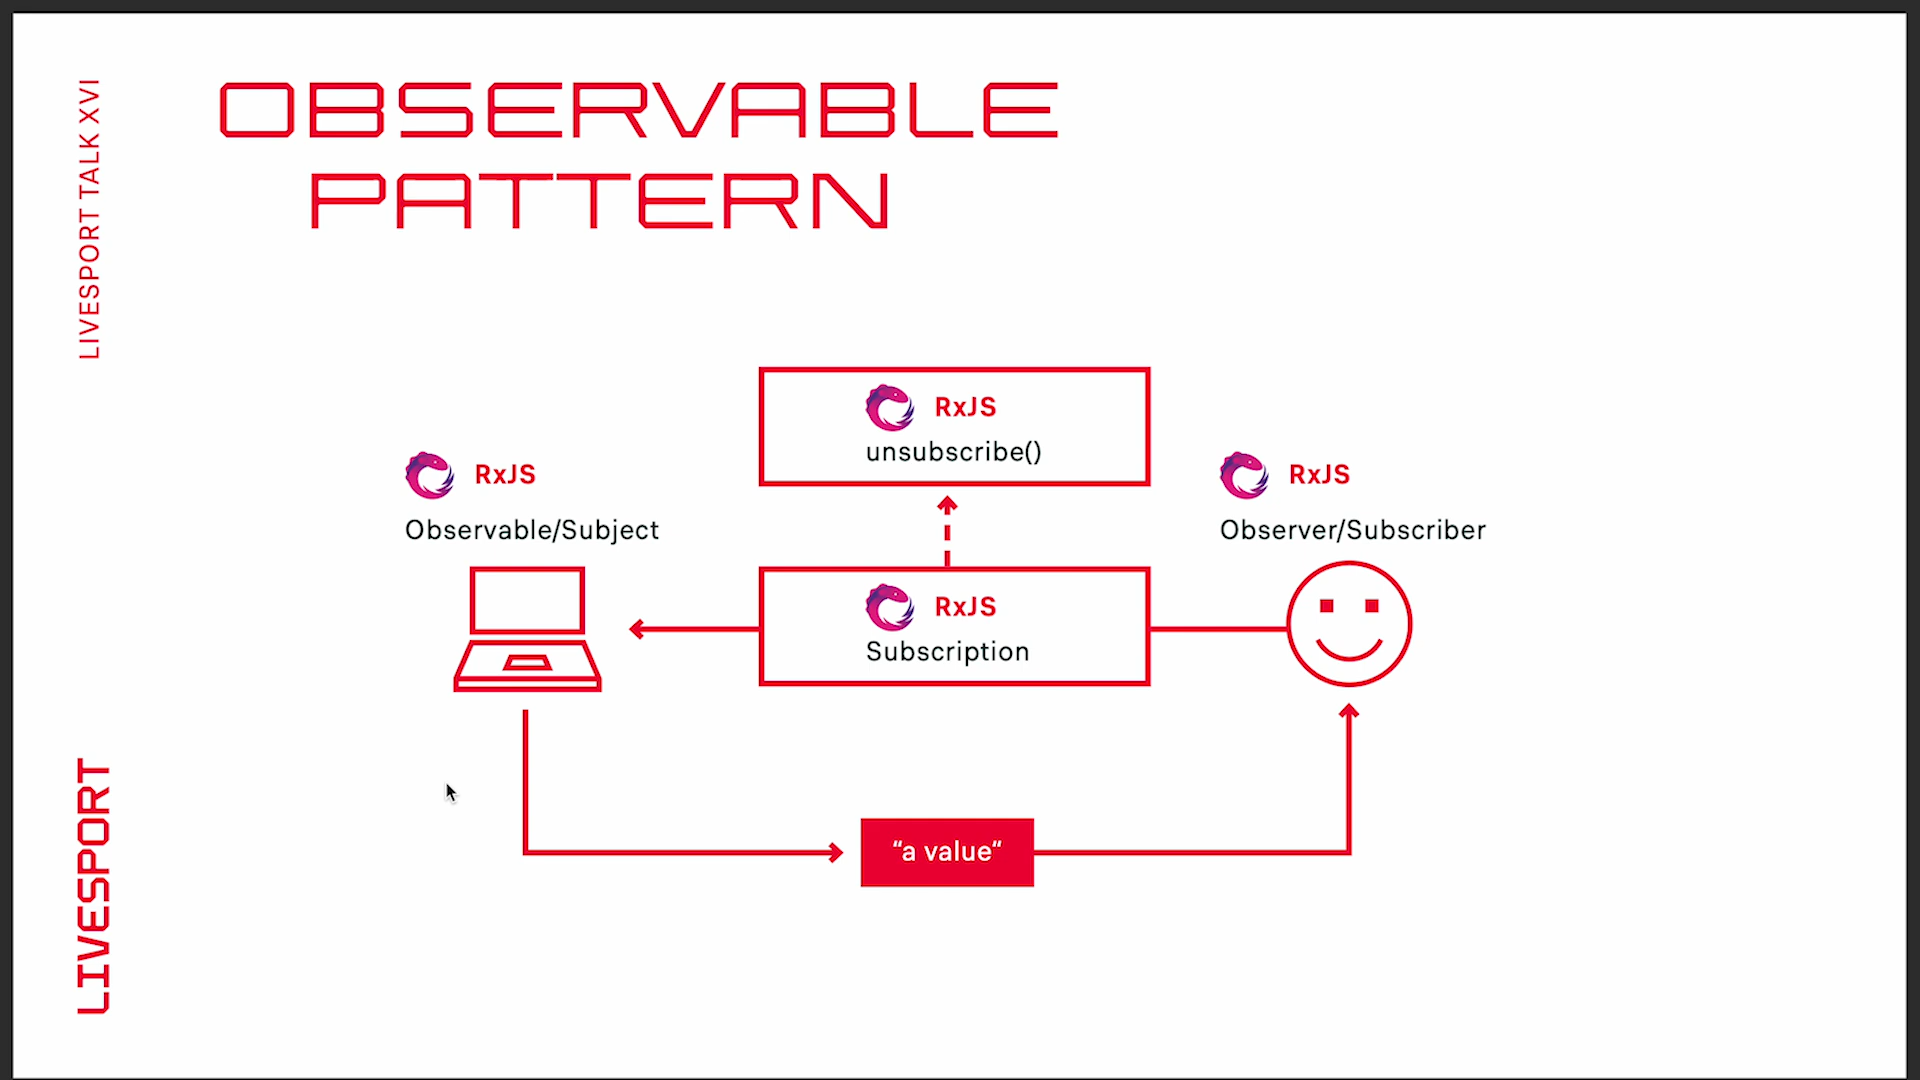 LIVESPORT TALK XVI
OBSERVABLE
PATTERN
RxJS
unsubscribe()
RxJS
Observable/Subject
RxJS
Observer/Subscriber
RxJS
Subscription
“a value“
LIVESPORT